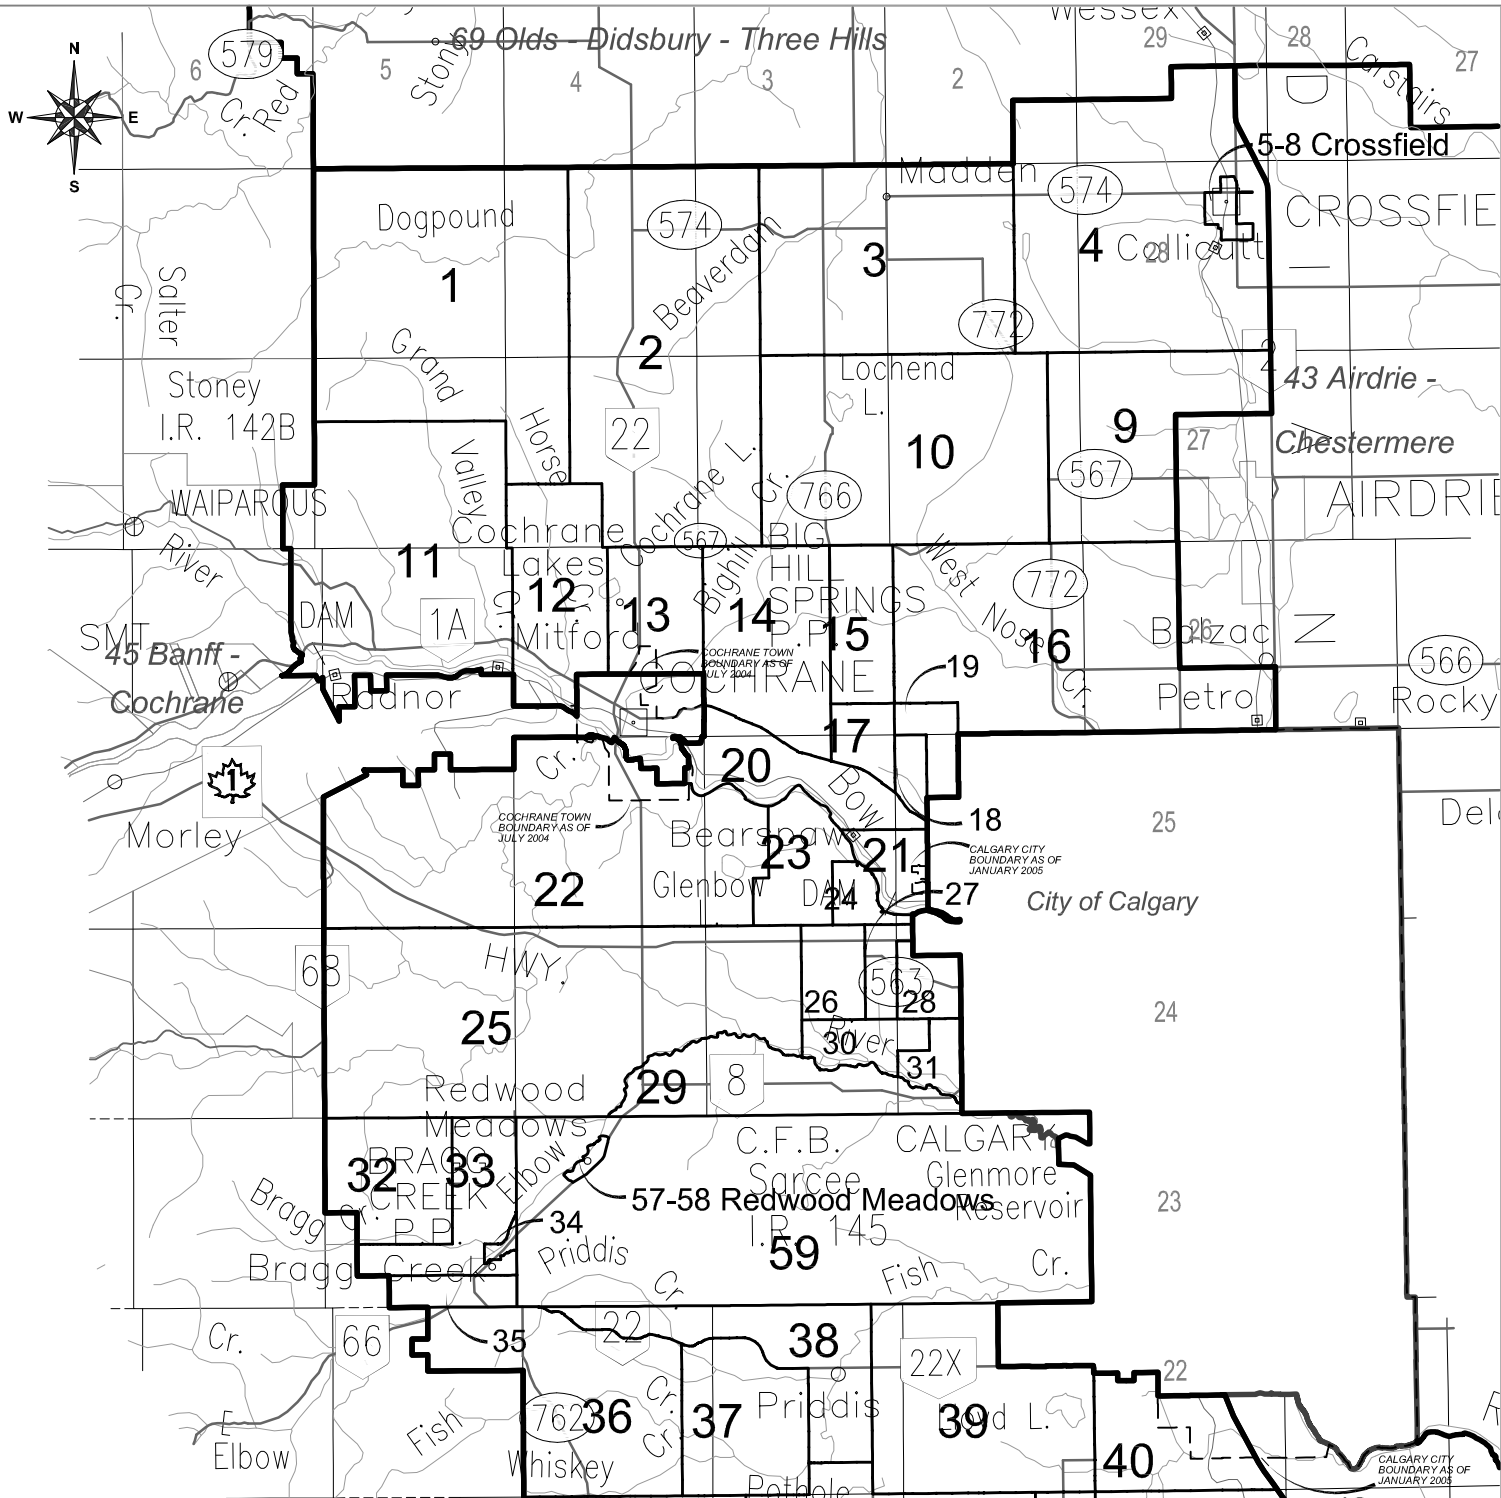 Wessex
69 Olds - Didsbury - Three Hills
579
6
5
4
3
2
29
28
27
Stoney
Carstairs
Cr.
Red
N
W
E
S
5-8 Crossfield
Madden
574
574
CROSSFIE
Dogpound
Beaverdam
3
4
Collicutt
28
1
Salter
Cr.
772
2
Grand
2
Lochend
L.
Stoney
I.R. 142B
43 Airdrie -
Chestermere
Horse
22
9
27
10
567
Valley
L.
Cochrane
Cr.
766
WAIPAROUS
AIRDRIE
River
Cochrane
Lakes
567
BIG
HILL
SPRINGS
P.P.
11
12
13
14
15
16
Bighill
West Nose
Cr.
772
DAM
1A
Cr.
Cr.
Mitford
Balzac
26
N
566
SMT
45 Banff -
Cochrane
COCHRANE TOWN
BOUNDARY AS OF
JULY 2004
COCHRANE
19
Radnor
Petro
Rocky
17
20
Cr.
1
Bow
Morley
COCHRANE TOWN
BOUNDARY AS OF
JULY 2004
Bearspaw
18
25
23
21
CALGARY CITY
BOUNDARY AS OF
JANUARY 2005
22
Glenbow
DAM
24
27
City of Calgary
HWY.
68
563
26
28
24
25
River
30
31
Redwood
Meadows
29
8
C.F.B.
CALGARY
BRAGG
CREEK
P.P.
32
33
Elbow
Sarcee
I.R. 145
Glenmore
Reservoir
57-58 Redwood Meadows
23
Bragg
Cr.
34
59
Bragg Creek
Priddis
Cr.
Fish
Cr.
Cr.
66
35
22
38
22X
22
Cr.
Cr.
Priddis
762
36
37
39
Elbow
Fish
Whiskey
40
Pothole
CALGARY CITY
BOUNDARY AS OF
JANUARY 2005